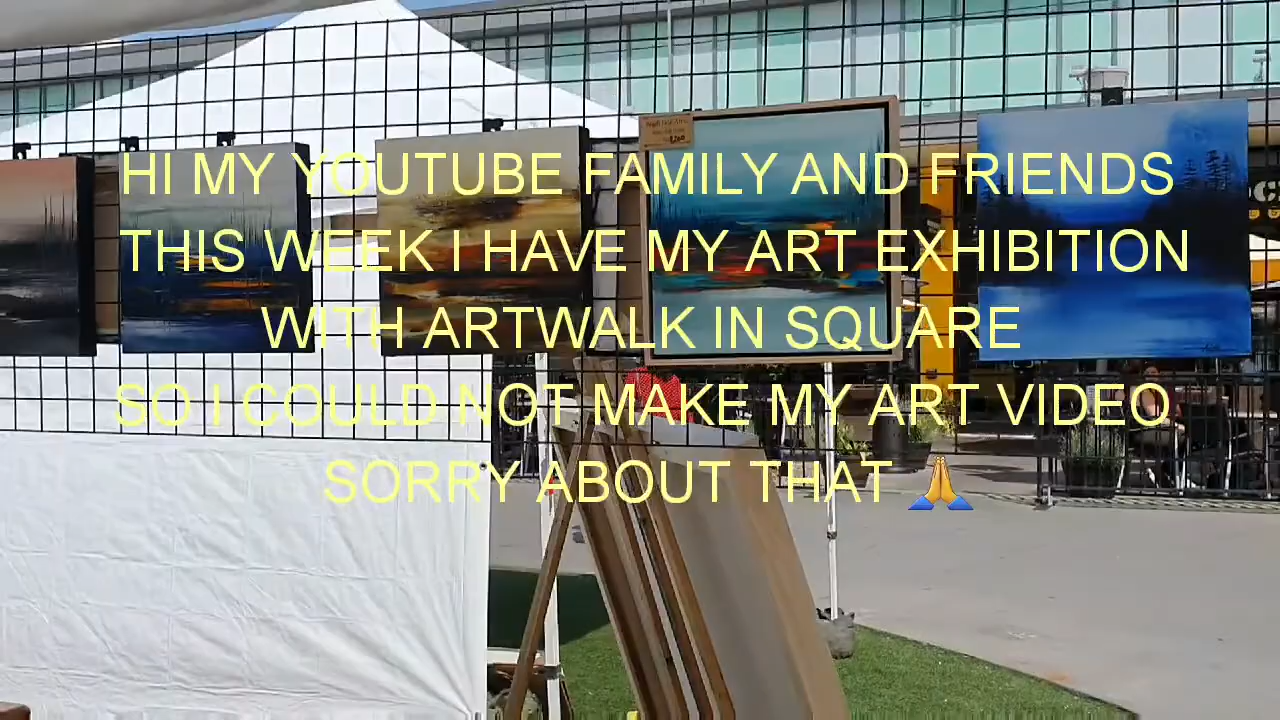 HI MY YOUTUBE FAMILY AND FRIENDS
THIS WEEK I HAVE MY ART EXHIBITION
WITH ARTWALK IN SQUARE
SO I COULD NOT MAKE MY ART VIDEO
SORRY ABOUT THAT 🙏